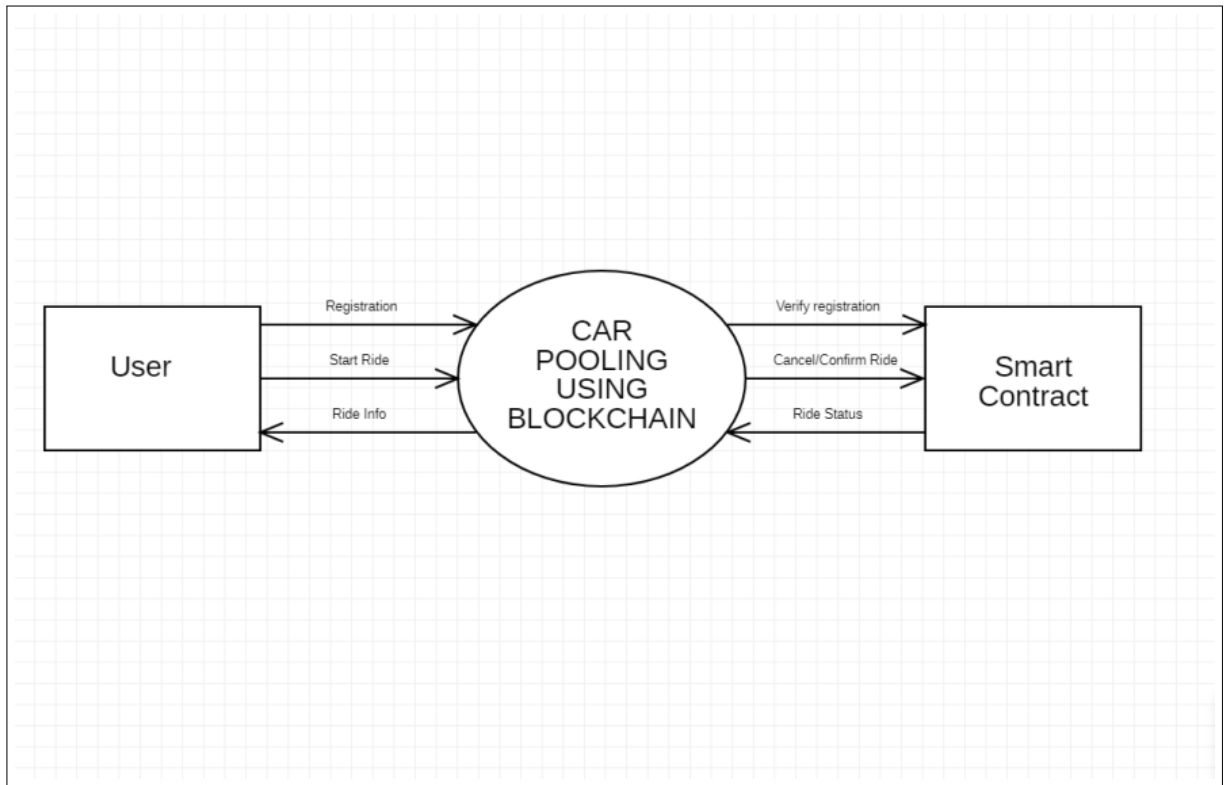 Registration
Verify registration
CAR
POOLING
USING
BLOCKCHAIN
User
Start Ride
Cancel/Confirm Ride
Smart
Contract
Ride Info
Ride Status